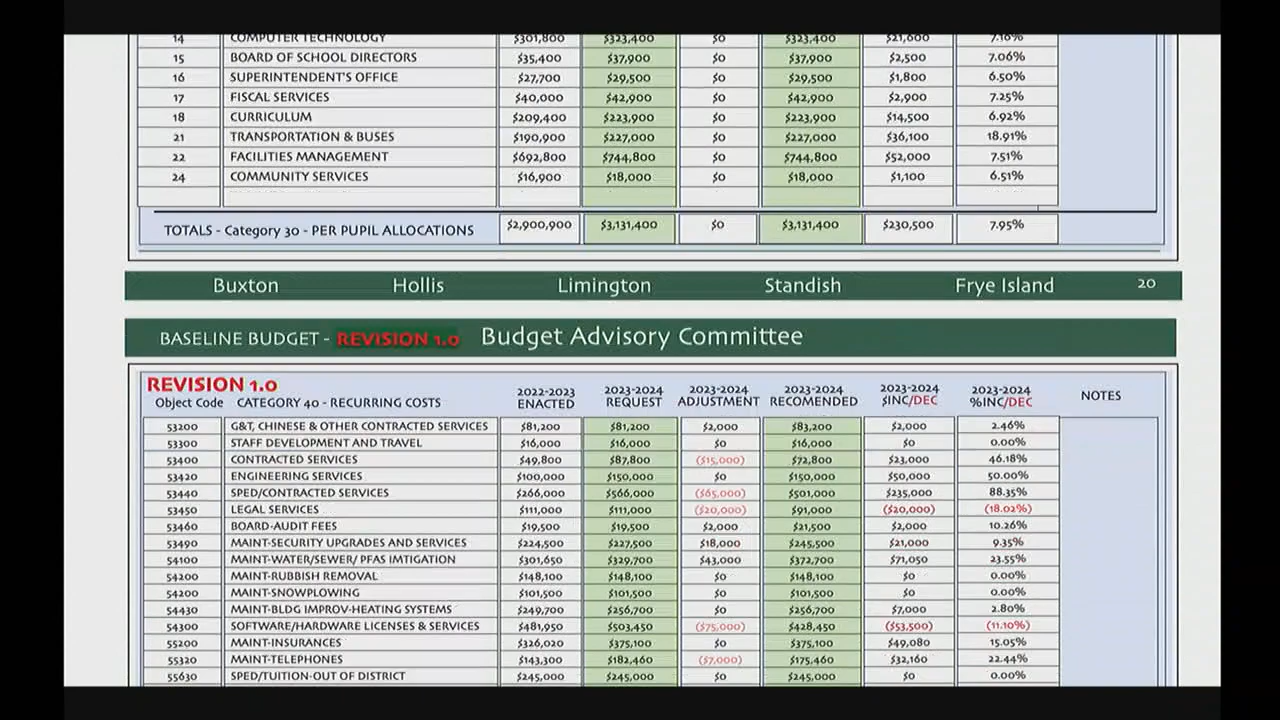 14 COMPUTER TECHNOLOGY $301,800 $323,400 $0 $323,400 $21,600 7.16%
15 BOARD OF SCHOOL DIRECTORS $35,400 $37,900 $0 $37,900 $2,500 7.06%
16 SUPERINTENDENT'S OFFICE $27,700 $29,500 $0 $29,500 $1,800 6.50%
17 FISCAL SERVICES $40,000 $42,900 $0 $42,900 $2,900 7.25%
18 CURRICULUM $209,400 $223,900 $0 $223,900 $14,500 6.92%
21 TRANSPORTATION & BUSES $190,900 $227,000 $0 $227,000 $36,100 18.91%
22 FACILITIES MANAGEMENT $692,800 $744,800 $0 $744,800 $52,000 7.51%
24 COMMUNITY SERVICES $16,900 $18,000 $0 $18,000 $1,100 6.51%
TOTALS - Category 30 - PER PUPIL ALLOCATIONS $2,900,900 $3,131,400 $0 $3,131,400 $230,500 7.95%
Buxton Hollis Limington Standish Frye Island 20
BASELINE BUDGET - REVISION 1.0 Budget Advisory Committee
REVISION 1.0 2022-2023 2023-2024 2023-2024 2023-2024 2023-2024 2023-2024
Object Code CATEGORY 40 - RECURRING COSTS ENACTED REQUEST ADJUSTMENT RECOMENDED $INC/DEC %INC/DEC NOTES
53200 G&T, CHINESE & OTHER CONTRACTED SERVICES $81,200 $81,200 $2,000 $83,200 $2,000 2.46%
53300 STAFF DEVELOPMENT AND TRAVEL $16,000 $16,000 $0 $16,000 $0 0.00%
53400 CONTRACTED SERVICES $49,800 $87,800 ($15,000) $72,800 $23,000 46.18%
53420 ENGINEERING SERVICES $100,000 $150,000 $0 $150,000 $50,000 50.00%
53440 SPED/CONTRACTED SERVICES $266,000 $566,000 ($65,000) $501,000 $235,000 88.35%
53450 LEGAL SERVICES $111,000 $111,000 ($20,000) $91,000 ($20,000) (18.02%)
53460 BOARD-AUDIT FEES $19,500 $19,500 $2,000 $21,500 $2,000 10.26%
53490 MAINT-SECURITY UPGRADES AND SERVICES $224,500 $227,500 $18,000 $245,500 $21,000 9.35%
54100 MAINT-WATER/SEWER/ PFAS IMTIGATION $301,650 $329,700 $43,000 $372,700 $71,050 23.55%
54200 MAINT-RUBBISH REMOVAL $148,100 $148,100 $0 $148,100 $0 0.00%
54200 MAINT-SNOWPLOWING $101,500 $101,500 $0 $101,500 $0 0.00%
54430 MAINT-BLDG IMPROV-HEATING SYSTEMS $249,700 $256,700 $0 $256,700 $7,000 2.80%
54300 SOFTWARE/HARDWARE LICENSES & SERVICES $481,950 $503,450 ($75,000) $428,450 ($53,500) (11.10%)
55200 MAINT-INSURANCES $326,020 $375,100 $0 $375,100 $49,080 15.05%
55320 MAINT-TELEPHONES $143,300 $182,460 ($7,000) $175,460 $32,160 22.44%
55630 SPED/TUITION-OUT OF DISTRICT $245,000 $245,000 $0 $245,000 $0 0.00%